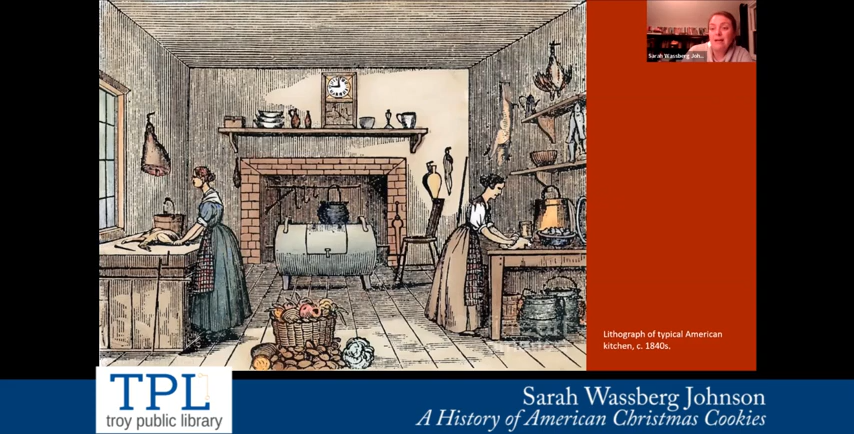 Sarah Wassberg Joh...
Lithograph of typical American
kitchen, c. 1840s.
TPL
troy public library
Sarah Wassberg Johnson
A History of American Christmas Cookies